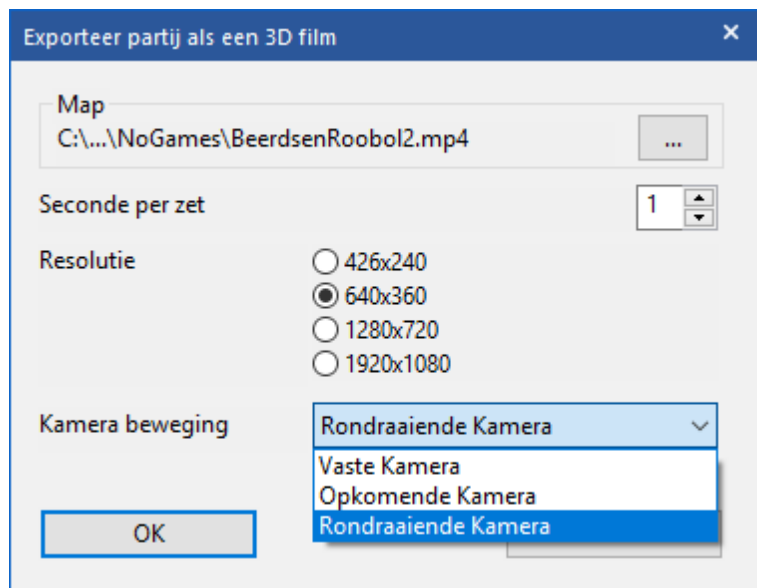 Exporteer partij als een 3D film
Map
C:\...\NoGames\BeerdsenRoobol2.mp4
...
Seconde per zet
1
Resolutie
426x240
640x360
1280x720
1920x1080
Kamera beweging
Rondraaiende Kamera
Vaste Kamera
Opkomende Kamera
Rondraaiende Kamera
OK